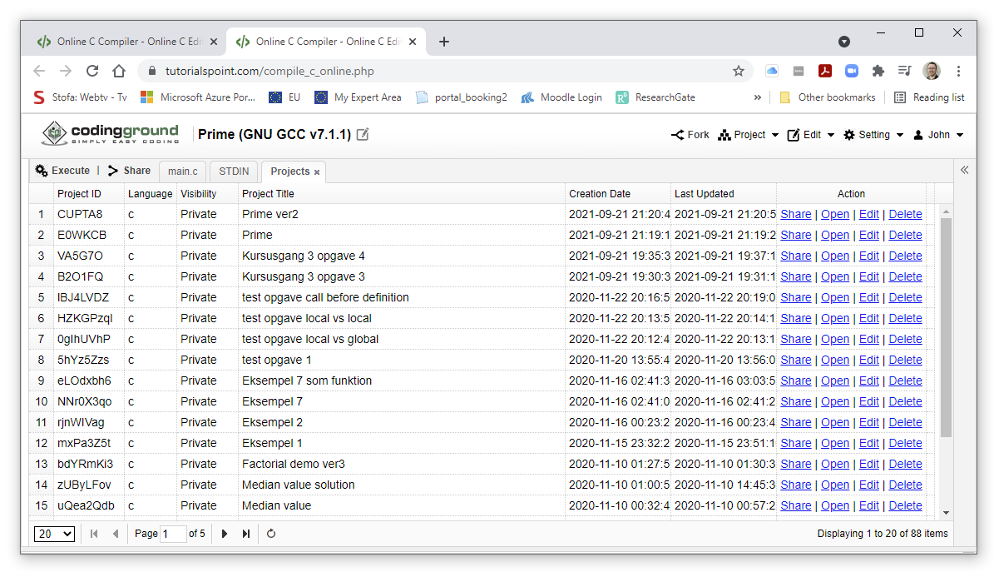 Online C Compiler - Online C Edi
Online C Compiler - Online C Edi
tutorialspoint.com/compile_c_online.php
Stofa: Webtv - Tv Microsoft Azure Por... EU My Expert Area portal_booking2 Moodle Login ResearchGate » Other bookmarks Reading list
codingground Prime (GNU GCC v7.1.1) Fork Project Edit Setting John
SIMPLY EASY CODING
Execute | Share main.c STDIN Projects
Project ID Language Visibility Project Title Creation Date Last Updated Action
1 CUPTA8 c Private Prime ver2 2021-09-21 21:20:4 2021-09-21 21:20:5 Share | Open | Edit | Delete
2 E0WKCB c Private Prime 2021-09-21 21:19:1 2021-09-21 21:19:2 Share | Open | Edit | Delete
3 VA5G7O c Private Kursusgang 3 opgave 4 2021-09-21 19:35:3 2021-09-21 19:37:1 Share | Open | Edit | Delete
4 B2O1FQ c Private Kursusgang 3 opgave 3 2021-09-21 19:30:3 2021-09-21 19:31:1 Share | Open | Edit | Delete
5 IBJ4LVDZ c Private test opgave call before definition 2020-11-22 20:16:5 2020-11-22 20:19:0 Share | Open | Edit | Delete
6 HZKGPzqI c Private test opgave local vs local 2020-11-22 20:13:5 2020-11-22 20:14:1 Share | Open | Edit | Delete
7 0gIhUVhP c Private test opgave local vs global 2020-11-22 20:12:4 2020-11-22 20:13:1 Share | Open | Edit | Delete
8 5hYz5Zzs c Private test opgave 1 2020-11-20 13:55:4 2020-11-20 13:56:0 Share | Open | Edit | Delete
9 eLOdxbh6 c Private Eksempel 7 som funktion 2020-11-16 02:41:3 2020-11-16 03:03:5 Share | Open | Edit | Delete
10 NNr0X3qo c Private Eksempel 7 2020-11-16 02:41:0 2020-11-16 02:41:2 Share | Open | Edit | Delete
11 rjnWIVag c Private Eksempel 2 2020-11-16 00:23:2 2020-11-16 00:23:4 Share | Open | Edit | Delete
12 mxPa3Z5t c Private Eksempel 1 2020-11-15 23:32:2 2020-11-15 23:51:1 Share | Open | Edit | Delete
13 bdYRmKi3 c Private Factorial demo ver3 2020-11-10 01:27:5 2020-11-10 01:30:3 Share | Open | Edit | Delete
14 zUByLFov c Private Median value solution 2020-11-10 01:00:5 2020-11-10 14:45:3 Share | Open | Edit | Delete
15 uQea2Qdb c Private Median value 2020-11-10 00:32:4 2020-11-10 00:57:2 Share | Open | Edit | Delete
20 Page 1 of 5 Displaying 1 to 20 of 88 items